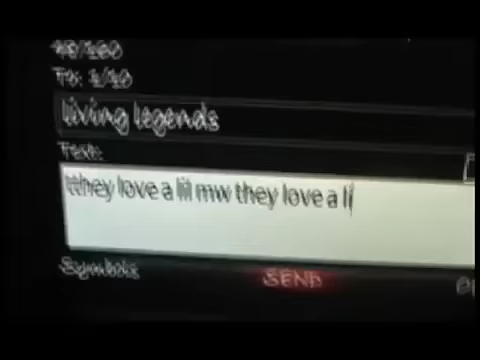 To: 1/10
living legends
Text:
tthey love a lil mw they love a li
Symbols
SEND